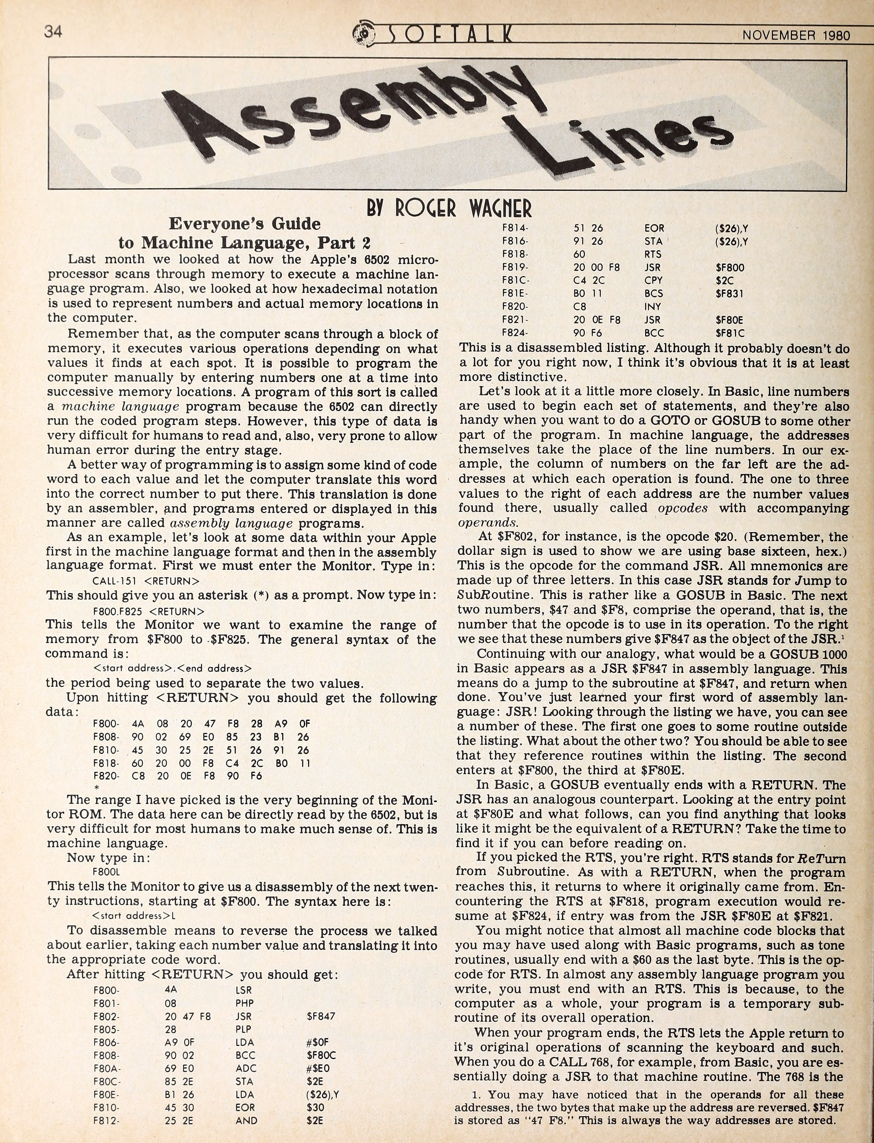 34
SOFTALK
NOVEMBER 1980
Assembly
Lines
BY ROGER WAGNER
Everyone's Guide
to Machine Language, Part 2
Last month we looked at how the Apple's 6502 micro-
processor scans through memory to execute a machine lan-
guage program. Also, we looked at how hexadecimal notation
is used to represent numbers and actual memory locations in
the computer.
Remember that, as the computer scans through a block of
memory, it executes various operations depending on what
values it finds at each spot. It is possible to program the
computer manually by entering numbers one at a time into
successive memory locations. A program of this sort is called
a machine language program because the 6502 can directly
run the coded program steps. However, this type of data is
very difficult for humans to read and, also, very prone to allow
human error during the entry stage.
A better way of programming is to assign some kind of code
word to each value and let the computer translate this word
into the correct number to put there. This translation is done
by an assembler, and programs entered or displayed in this
manner are called assembly language programs.
As an example, let's look at some data within your Apple
first in the machine language format and then in the assembly
language format. First we must enter the Monitor. Type in:
CALL-151 <RETURN>
This should give you an asterisk (*) as a prompt. Now type in:
F800.F825 <RETURN>
This tells the Monitor we want to examine the range of
memory from $F800 to $F825. The general syntax of the
command is:
<start address>.<end address>
the period being used to separate the two values.
Upon hitting <RETURN> you should get the following
data:
F800- 4A 08 20 47 F8 28 A9 0F
F808- 90 02 69 E0 85 23 B1 26
F810- 45 30 25 2E 51 26 91 26
F818- 60 20 00 F8 C4 2C B0 11
F820- C8 20 0E F8 90 F6
*
The range I have picked is the very beginning of the Moni-
tor ROM. The data here can be directly read by the 6502, but is
very difficult for most humans to make much sense of. This is
machine language.
Now type in:
F800L
This tells the Monitor to give us a disassembly of the next twen-
ty instructions, starting at $F800. The syntax here is:
<start address>L
To disassemble means to reverse the process we talked
about earlier, taking each number value and translating it into
the appropriate code word.
After hitting <RETURN> you should get:
F800- 4A LSR
F801- 08 PHP
F802- 20 47 F8 JSR $F847
F805- 28 PLP
F806- A9 0F LDA #$0F
F808- 90 02 BCC $F80C
F80A- 69 E0 ADC #$E0
F80C- 85 2E STA $2E
F80E- B1 26 LDA ($26),Y
F810- 45 30 EOR $30
F812- 25 2E AND $2E
F814- 51 26 EOR ($26),Y
F816- 91 26 STA ($26),Y
F818- 60 RTS
F819- 20 00 F8 JSR $F800
F81C- C4 2C CPY $2C
F81E- B0 11 BCS $F831
F820- C8 INY
F821- 20 0E F8 JSR $F80E
F824- 90 F6 BCC $F81C
This is a disassembled listing. Although it probably doesn't do
a lot for you right now, I think it's obvious that it is at least
more distinctive.
Let's look at it a little more closely. In Basic, line numbers
are used to begin each set of statements, and they're also
handy when you want to do a GOTO or GOSUB to some other
part of the program. In machine language, the addresses
themselves take the place of the line numbers. In our ex-
ample, the column of numbers on the far left are the ad-
dresses at which each operation is found. The one to three
values to the right of each address are the number values
found there, usually called opcodes with accompanying
operands.
At $F802, for instance, is the opcode $20. (Remember, the
dollar sign is used to show we are using base sixteen, hex.)
This is the opcode for the command JSR. All mnemonics are
made up of three letters. In this case JSR stands for Jump to
SubRoutine. This is rather like a GOSUB in Basic. The next
two numbers, $47 and $F8, comprise the operand, that is, the
number that the opcode is to use in its operation. To the right
we see that these numbers give $F847 as the object of the JSR.¹
Continuing with our analogy, what would be a GOSUB 1000
in Basic appears as a JSR $F847 in assembly language. This
means do a jump to the subroutine at $F847, and return when
done. You've just learned your first word of assembly lan-
guage: JSR! Looking through the listing we have, you can see
a number of these. The first one goes to some routine outside
the listing. What about the other two? You should be able to see
that they reference routines within the listing. The second
enters at $F800, the third at $F80E.
In Basic, a GOSUB eventually ends with a RETURN. The
JSR has an analogous counterpart. Looking at the entry point
at $F80E and what follows, can you find anything that looks
like it might be the equivalent of a RETURN? Take the time to
find it if you can before reading on.
If you picked the RTS, you're right. RTS stands for ReTurn
from Subroutine. As with a RETURN, when the program
reaches this, it returns to where it originally came from. En-
countering the RTS at $F818, program execution would re-
sume at $F824, if entry was from the JSR $F80E at $F821.
You might notice that almost all machine code blocks that
you may have used along with Basic programs, such as tone
routines, usually end with a $60 as the last byte. This is the op-
code for RTS. In almost any assembly language program you
write, you must end with an RTS. This is because, to the
computer as a whole, your program is a temporary sub-
routine of its overall operation.
When your program ends, the RTS lets the Apple return to
it's original operations of scanning the keyboard and such.
When you do a CALL 768, for example, from Basic, you are es-
sentially doing a JSR to that machine routine. The 768 is the
1. You may have noticed that in the operands for all these
addresses, the two bytes that make up the address are reversed. $F847
is stored as "47 F8." This is always the way addresses are stored.